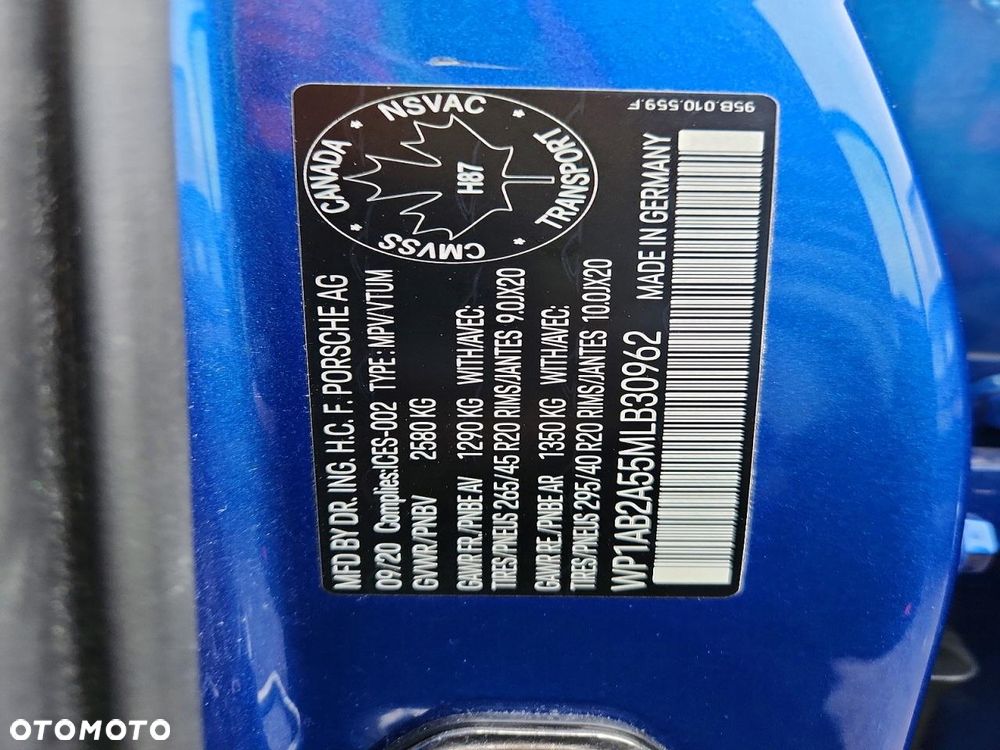 MFD BY DR. ING. H.C. F. PORSCHE AG
09/20 Complies:ICES-002 TYPE: MPV/VTUM
GVWR/PNBV 2580 KG
GAWR FR./PNBE AV 1290 KG WITH/AVEC:
TIRES/PNEUS 265/45 R20 RIMS/JANTES 9.0JX20
GAWR RE./PNBE AR 1350 KG WITH/AVEC:
TIRES/PNEUS 295/40 R20 RIMS/JANTES 10.0JX20
WP1AB2A55MLB30962 MADE IN GERMANY
CANADA
NSVAC
TRANSPORT
CMVSS
H87
95B.010.559.F
OTOMOTO